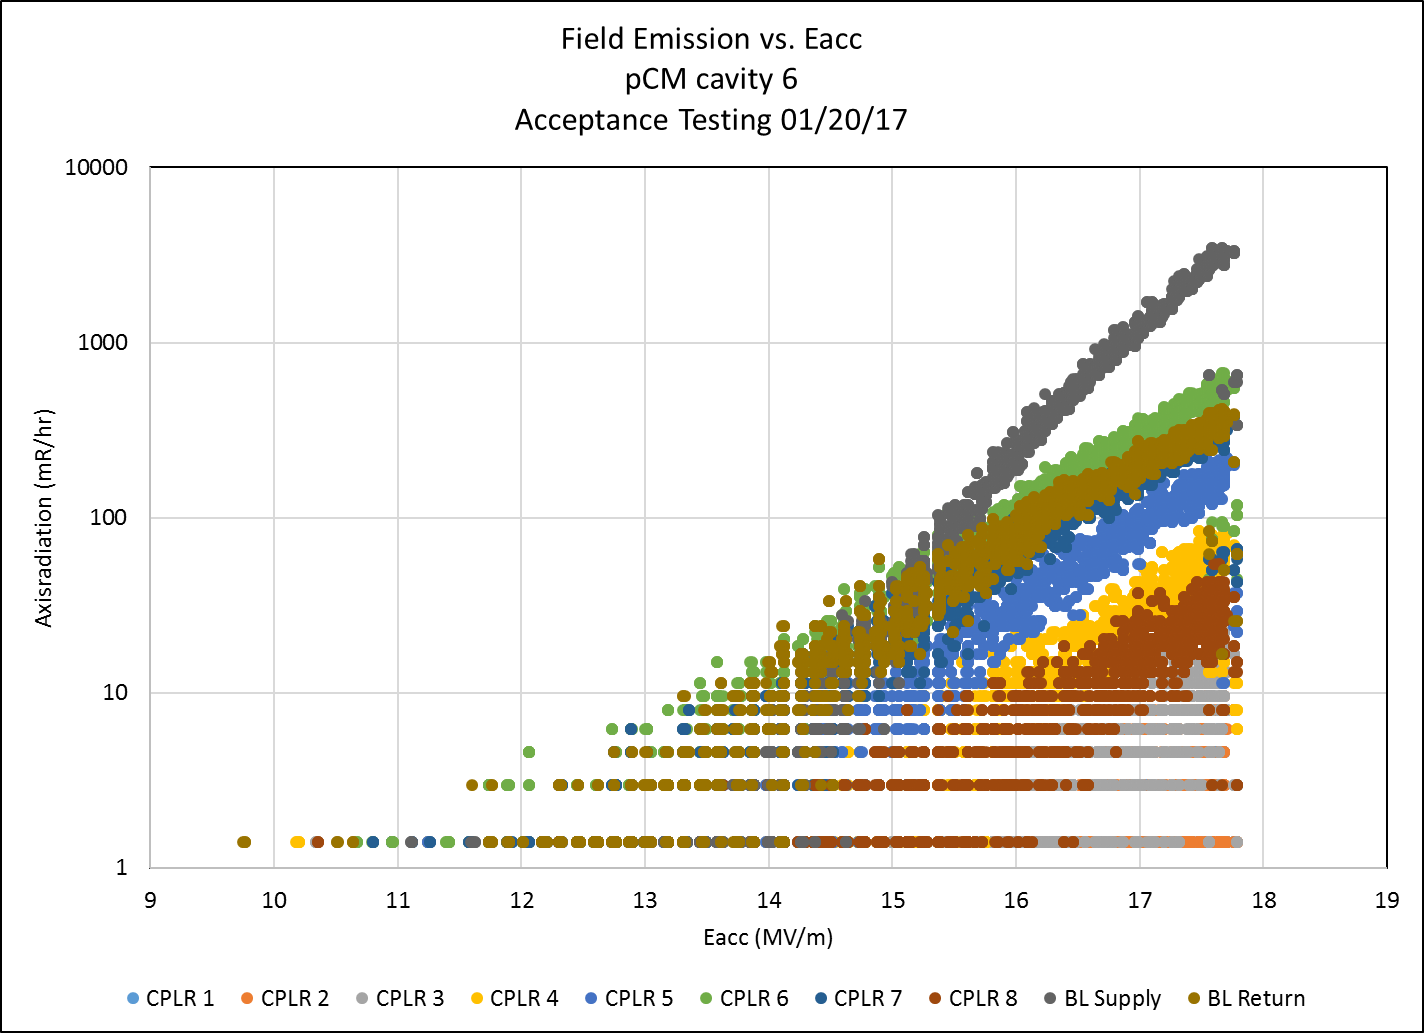 Field Emission vs. Eacc
pCM cavity 6
Acceptance Testing 01/20/17
10000
1000
100
10
1
Axisradiation (mR/hr)
9 10 11 12 13 14 15 16 17 18 19
Eacc (MV/m)
CPLR 1 CPLR 2 CPLR 3 CPLR 4 CPLR 5 CPLR 6 CPLR 7 CPLR 8 BL Supply BL Return